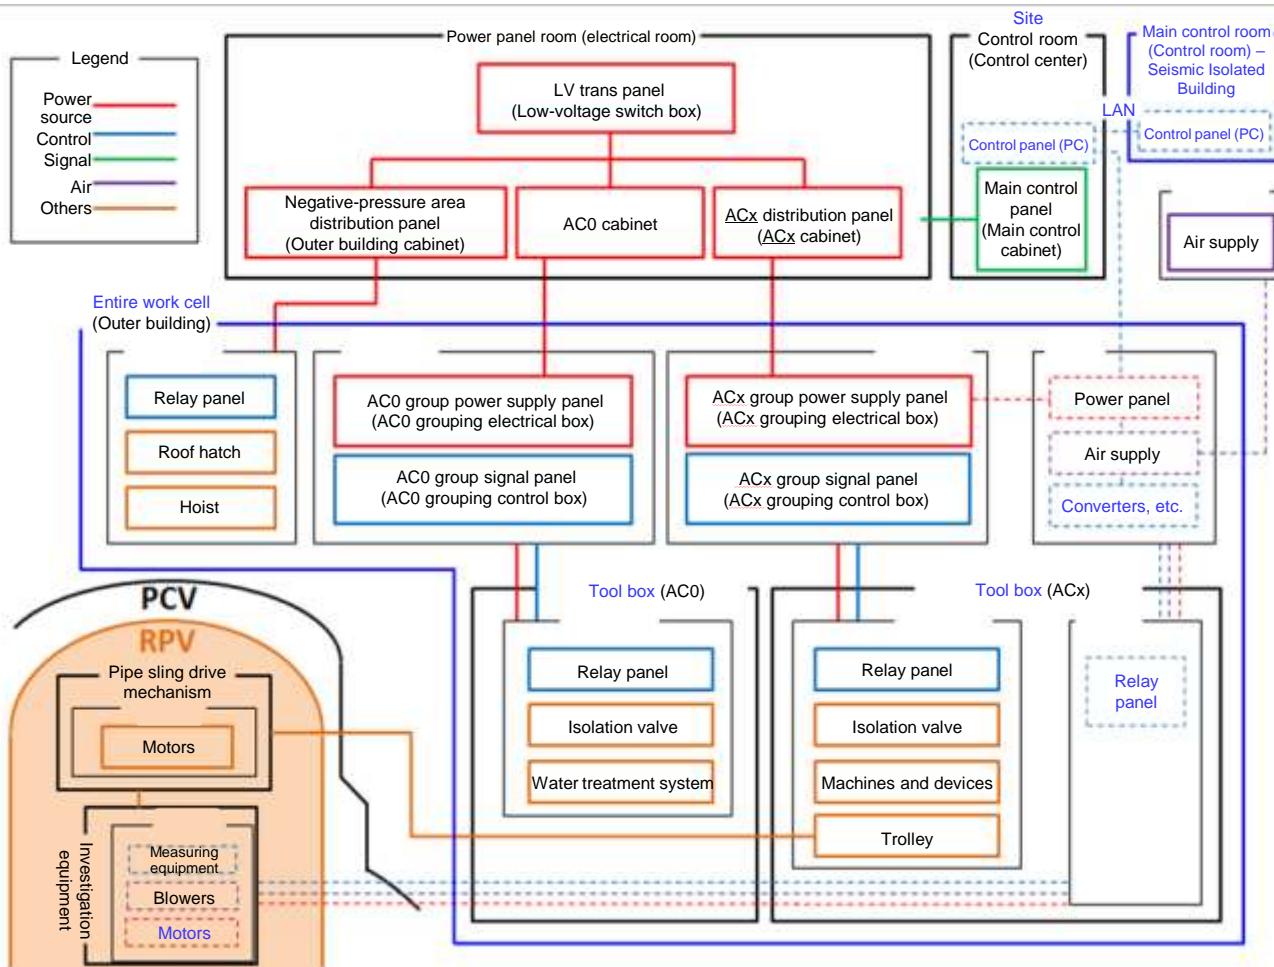 Legend
Power
source
Control
Signal
Air
Others
Power panel room (electrical room)
LV trans panel
(Low-voltage switch box)
Negative-pressure area
distribution panel
(Outer building cabinet)
AC0 cabinet
ACx distribution panel
(ACx cabinet)
Site
Control room
(Control center)
Control panel (PC)
Main control
panel
(Main control
cabinet)
LAN
Main control room
(Control room) –
Seismic Isolated
Building
Control panel (PC)
Air supply
Entire work cell
(Outer building)
Relay panel
Roof hatch
Hoist
AC0 group power supply panel
(AC0 grouping electrical box)
AC0 group signal panel
(AC0 grouping control box)
ACx group power supply panel
(ACx grouping electrical box)
ACx group signal panel
(ACx grouping control box)
Power panel
Air supply
Converters, etc.
Tool box (AC0)
Relay panel
Isolation valve
Water treatment system
Tool box (ACx)
Relay panel
Isolation valve
Machines and devices
Trolley
Relay
panel
PCV
RPV
Pipe sling drive
mechanism
Motors
Investigation
equipment
Measuring
equipment
Blowers
Motors